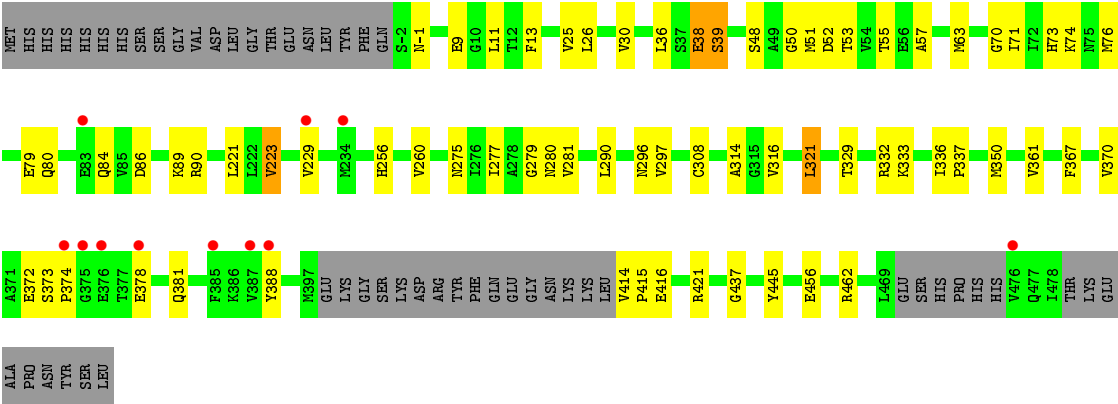 MET HIS HIS HIS HIS HIS HIS SER SER GLY VAL ASP LEU GLY THR GLU ASN LEU TYR PHE GLN S-2 N-1 E9 G10 L11 T12 F13 V25 L26 V30 L36 S37 E38 S39 S48 A49 G50 M51 D52 T53 V54 T55 E56 A57 M63 G70 I71 I72 H73 K74 N75 M76
E79 Q80 E83 Q84 V85 D86 K89 R90 L221 L222 V223 V229 M234 H256 V260 N275 I276 I277 A278 G279 N280 V281 L290 N296 V297 C308 A314 G315 V316 L321 T329 R332 K333 I336 P337 M350 V361 F367 V370
A371 E372 S373 P374 G375 E376 T377 E378 Q381 F385 K386 V387 Y388 M397 GLU LYS GLY SER LYS ASP ARG TYR PHE GLN GLU GLY ASN LYS LYS LEU V414 P415 E416 R421 G437 Y445 E456 R462 L469 GLU SER HIS PRO HIS HIS V476 Q477 I478 THR LYS GLU
ALA PRO ASN TYR SER LEU